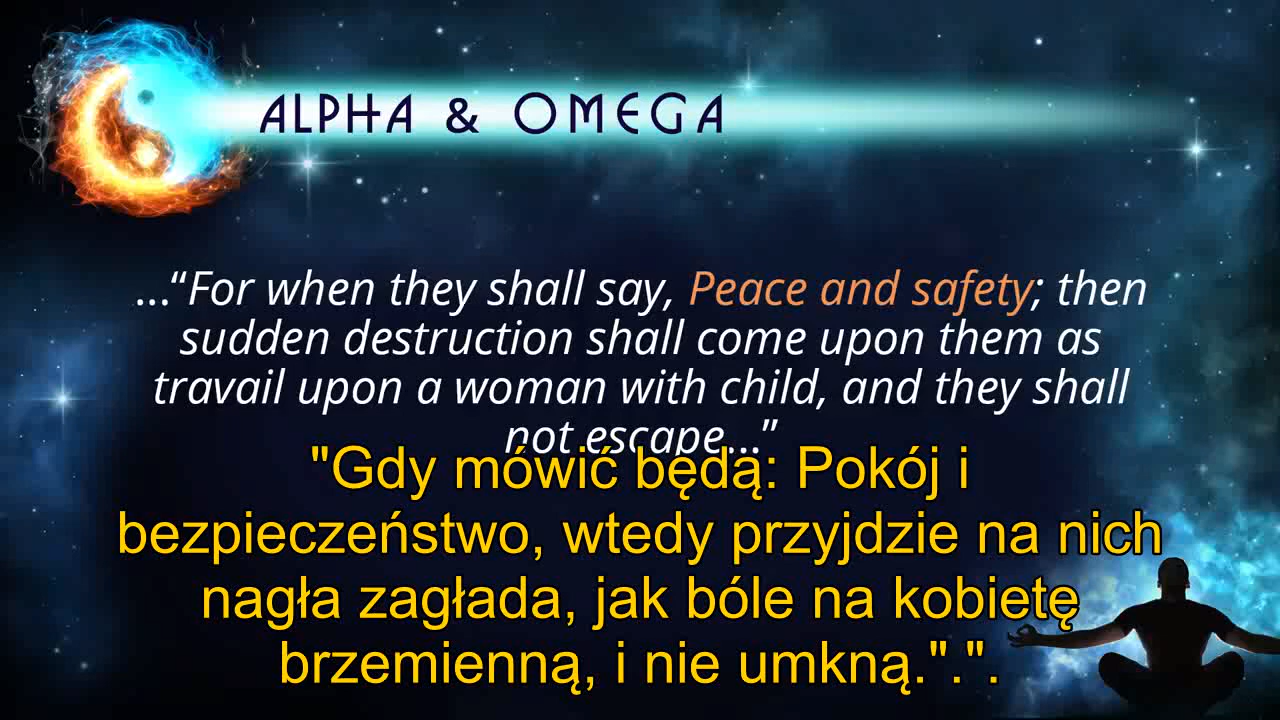 ALPHA & OMEGA
...“For when they shall say, Peace and safety; then
sudden destruction shall come upon them as
travail upon a woman with child, and they shall
not escape...”
"Gdy mówić będą: Pokój i
bezpieczeństwo, wtedy przyjdzie na nich
nagła zagłada, jak bóle na kobietę
brzemienną, i nie umkną.".".